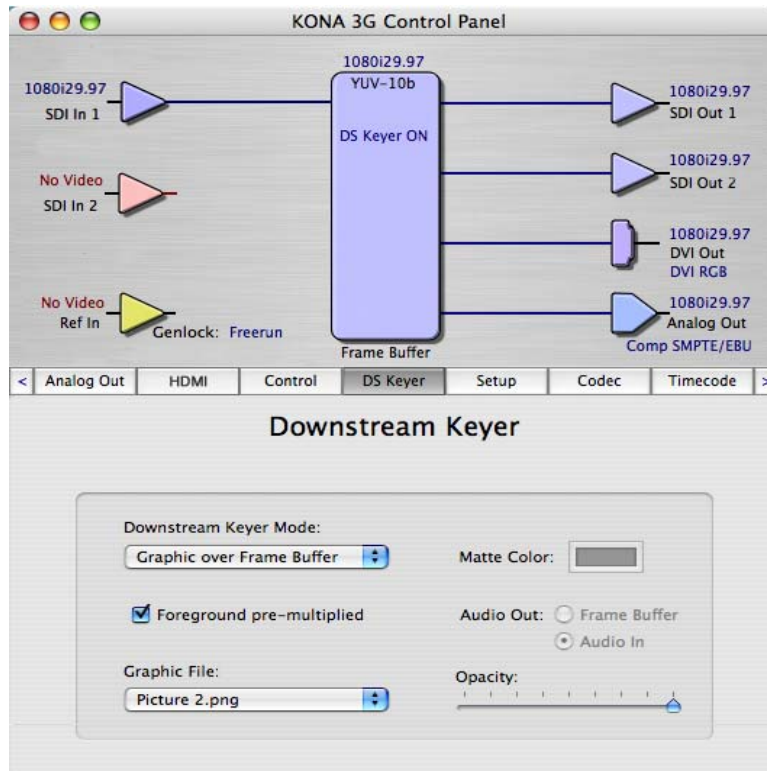 KONA 3G Control Panel
1080i29.97
YUV-10b
DS Keyer ON
Frame Buffer
1080i29.97
SDI In 1
No Video
SDI In 2
No Video
Ref In
Genlock: Freerun
1080i29.97
SDI Out 1
1080i29.97
SDI Out 2
1080i29.97
DVI Out
DVI RGB
1080i29.97
Analog Out
Comp SMPTE/EBU
< Analog Out HDMI Control DS Keyer Setup Codec Timecode >
Downstream Keyer
Downstream Keyer Mode:
Graphic over Frame Buffer
Matte Color:
Foreground pre-multiplied
Audio Out: Frame Buffer
Audio In
Graphic File:
Picture 2.png
Opacity: